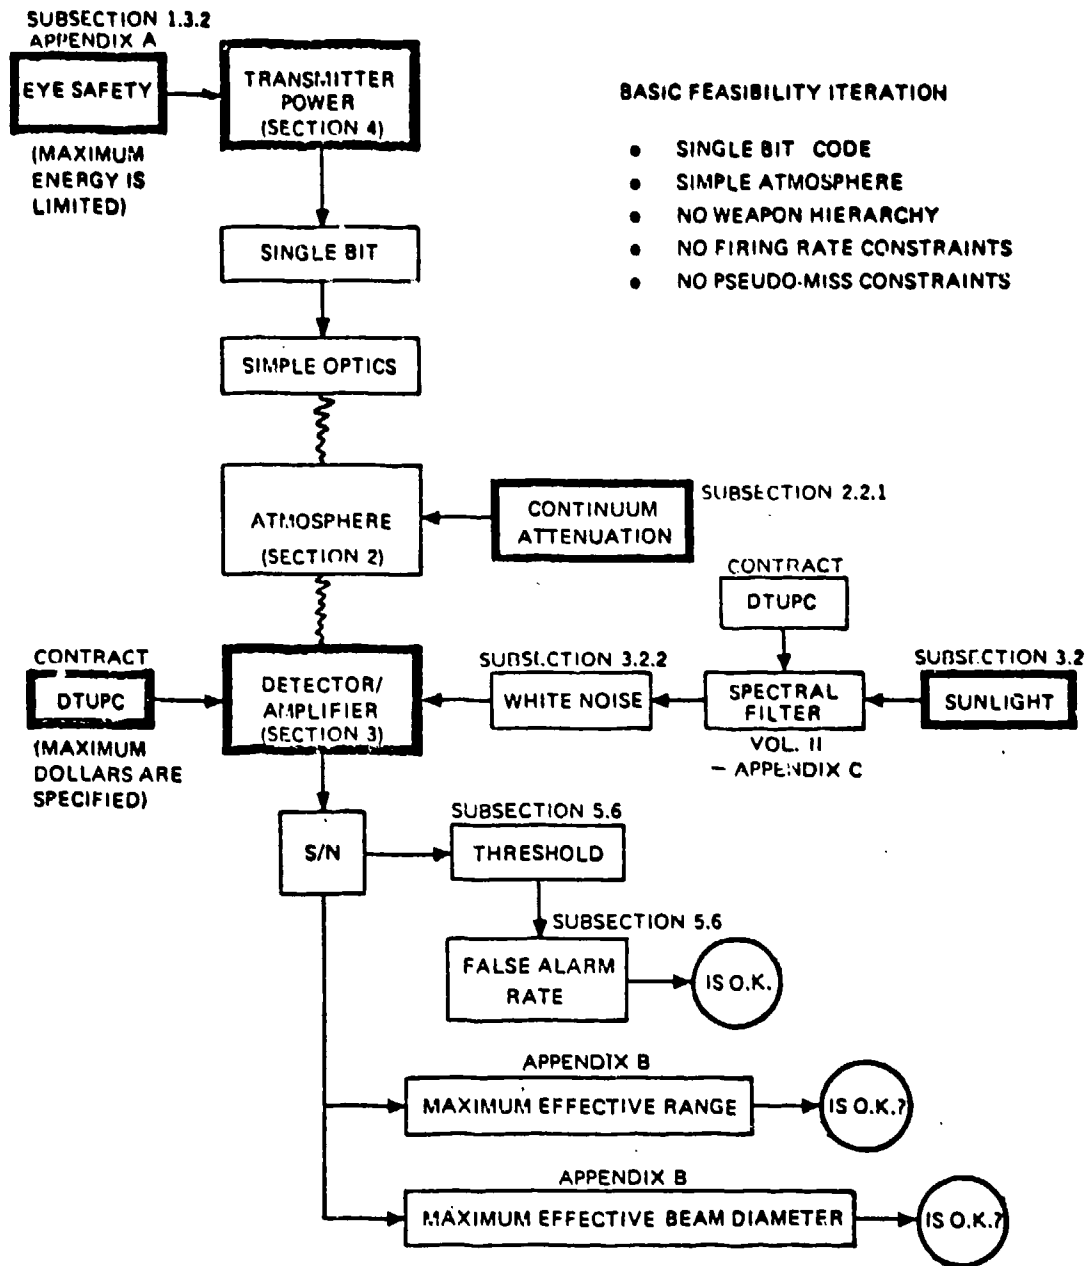 SUBSECTION 1.3.2
APPENDIX A
EYE SAFETY
(MAXIMUM
ENERGY IS
LIMITED)
TRANSMITTER
POWER
(SECTION 4)
BASIC FEASIBILITY ITERATION
• SINGLE BIT CODE
• SIMPLE ATMOSPHERE
• NO WEAPON HIERARCHY
• NO FIRING RATE CONSTRAINTS
• NO PSEUDO-MISS CONSTRAINTS
SINGLE BIT
SIMPLE OPTICS
ATMOSPHERE
(SECTION 2)
CONTINUUM
ATTENUATION
SUBSECTION 2.2.1
CONTRACT
DTUPC
CONTRACT
DTUPC
(MAXIMUM
DOLLARS ARE
SPECIFIED)
DETECTOR/
AMPLIFIER
(SECTION 3)
SUBSECTION 3.2.2
WHITE NOISE
SPECTRAL
FILTER
VOL. II
- APPENDIX C
SUBSECTION 3.2
SUNLIGHT
S/N
SUBSECTION 5.6
THRESHOLD
SUBSECTION 5.6
FALSE ALARM
RATE
IS O.K.
APPENDIX B
MAXIMUM EFFECTIVE RANGE
IS O.K.?
APPENDIX B
MAXIMUM EFFECTIVE BEAM DIAMETER
IS O.K.?